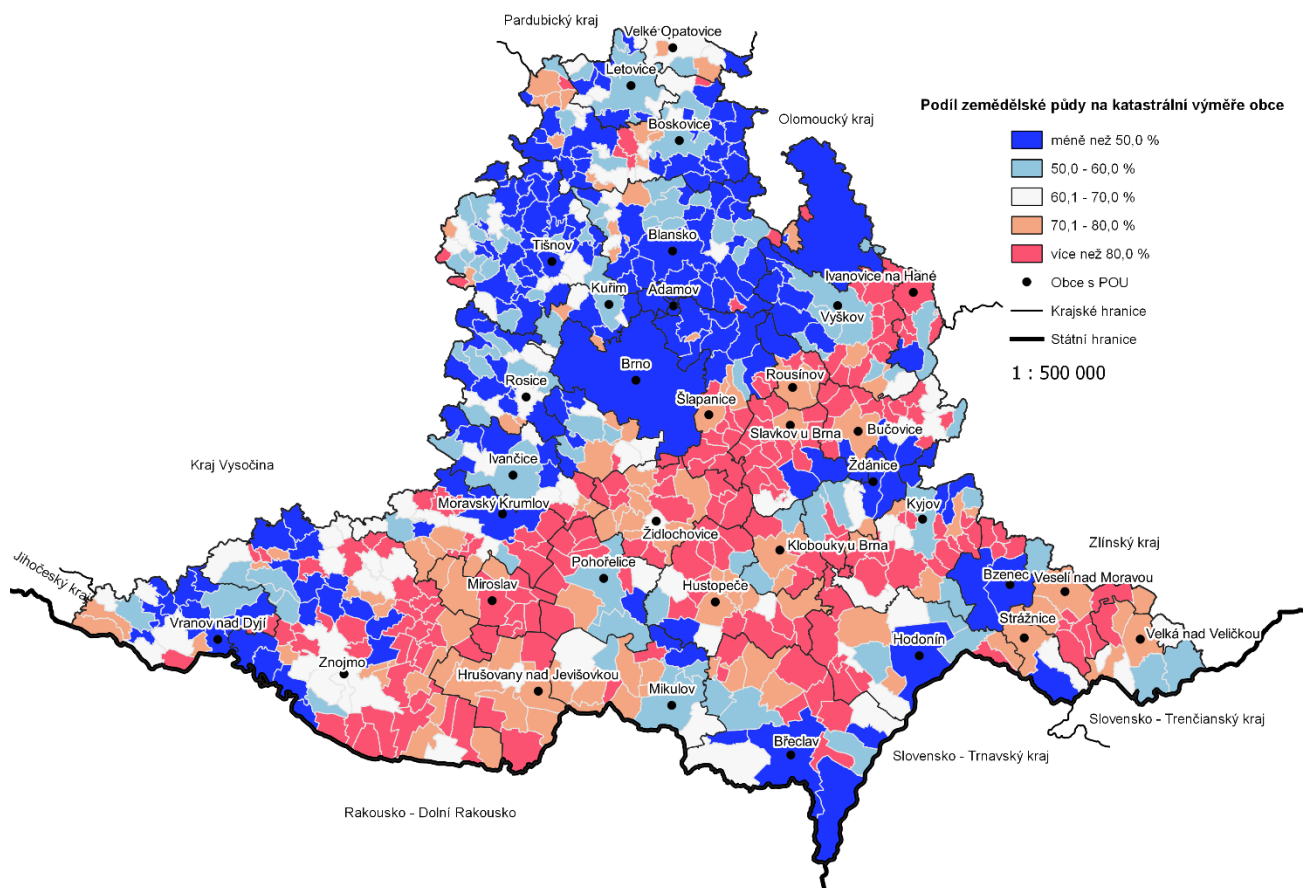 Pardubický kraj
Velké Opatovice
Letovice
Podíl zemědělské půdy na katastrální výměře obce
Olomoucký kraj
Boskovice
méně než 50,0 %
50,0 - 60,0 %
60,1 - 70,0 %
70,1 - 80,0 %
více než 80,0 %
Obce s POU
Krajské hranice
Státní hranice
1 : 500 000
Blansko
Tišnov
Ivanovice na Hané
Kuřim
Adamov
Vyškov
Brno
Rousínov
Rosice
Šlapanice
Slavkov u Brna
Bučovice
Kraj Vysočina
Ivančice
Ždánice
Moravský Krumlov
Kyjov
Židlochovice
Klobouky u Brna
Zlínský kraj
Jihočeský kraj
Pohořelice
Bzenec
Veselí nad Moravou
Miroslav
Hustopeče
Vranov nad Dyjí
Strážnice
Velká nad Veličkou
Hodonín
Znojmo
Hrušovany nad Jevišovkou
Mikulov
Slovensko - Trenčianský kraj
Břeclav
Slovensko - Trnavský kraj
Rakousko - Dolní Rakousko